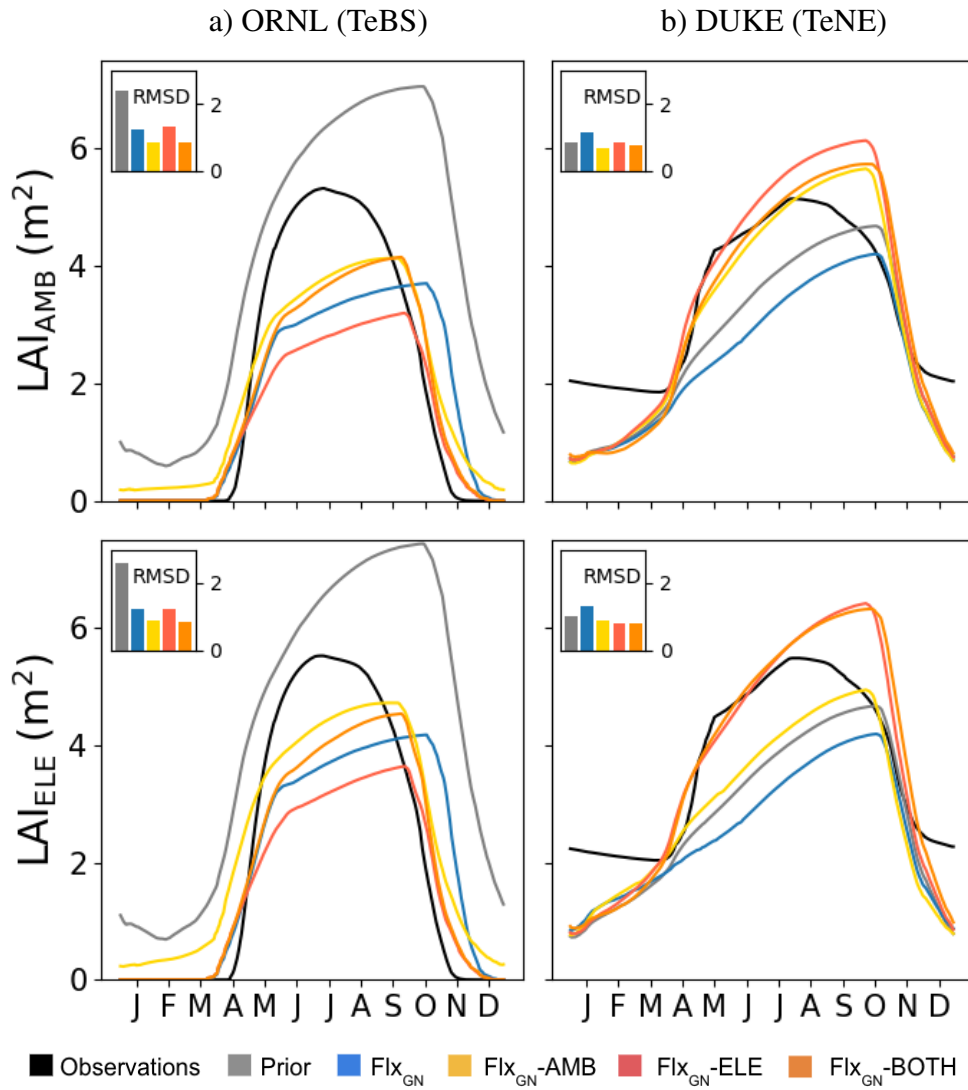 a) ORNL (TeBS)
b) DUKE (TeNE)
LAI_AMB (m²)
6
4
2
0
RMSD
2
0
RMSD
2
0
LAI_ELE (m²)
6
4
2
0
RMSD
2
0
RMSD
2
0
J F M A M J J A S O N D
J F M A M J J A S O N D
Observations Prior Flx_GN Flx_GN-AMB Flx_GN-ELE Flx_GN-BOTH